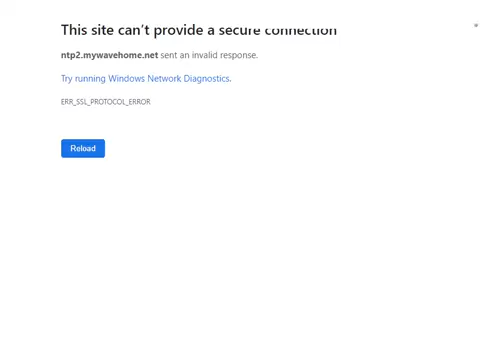 This site can't provide a secure connection
ntp2.mywavehome.net sent an invalid response.
Try running Windows Network Diagnostics.
ERR_SSL_PROTOCOL_ERROR
Reload